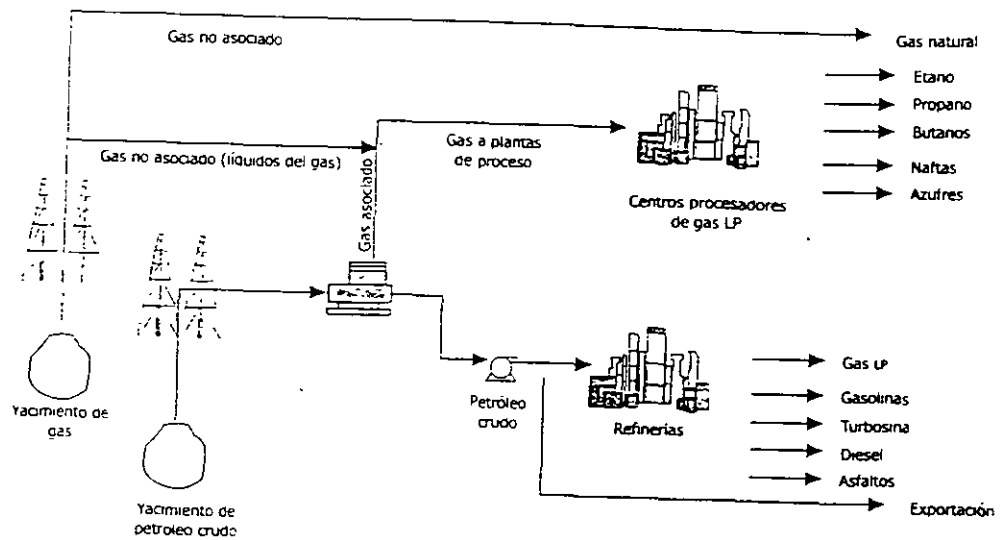 Gas no asociado
Gas natural
Etano
Propano
Butanos
Naftas
Azufres
Gas no asociado (líquidos del gas)
Gas a plantas
de proceso
Gas asociado
Centros procesadores
de gas LP
Yacimiento de
gas
Petróleo
crudo
Refinerías
Gas LP
Gasolinas
Turbosina
Diesel
Asfaltos
Exportación
Yacimiento de
petróleo crudo